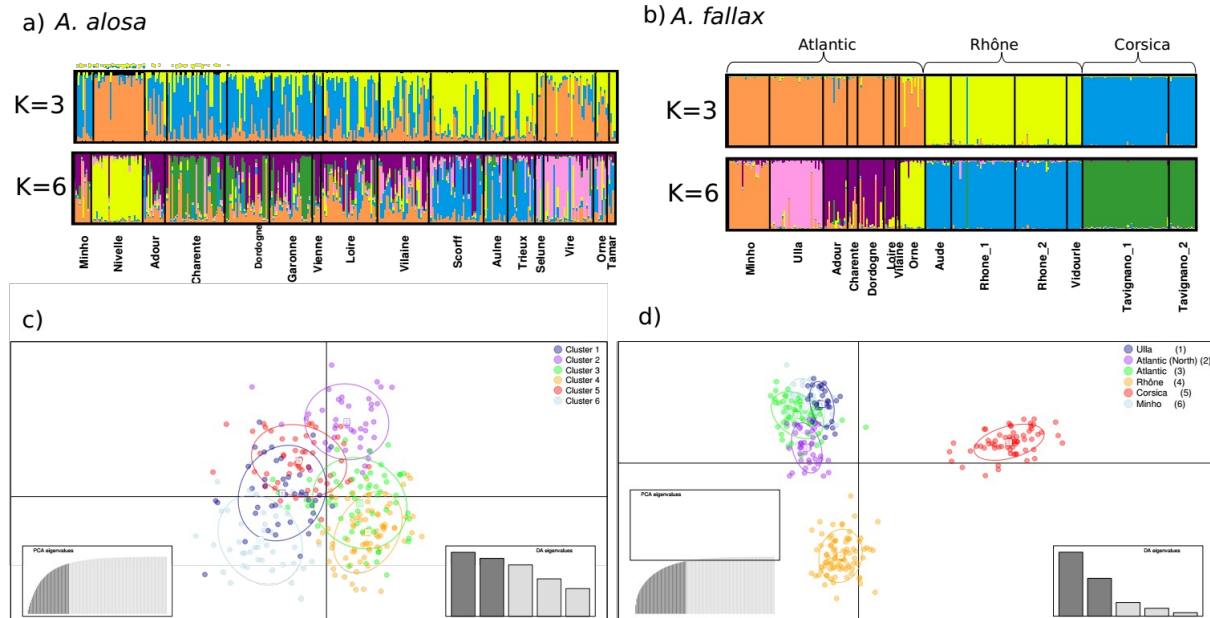 a) A. alosa
K=3
K=6
Minho
Nivelle
Adour
Charente
Dordogne
Garonne
Vienne
Loire
Vilaine
Scorff
Aulne
Trieux
Selune
Vire
Orne
Tamar
b) A. fallax
Atlantic
Rhône
Corsica
K=3
K=6
Minho
Ulla
Adour
Charente
Dordogne
Loire
Vilaine
Orne
Aude
Rhone_1
Rhone_2
Vidourle
Tavignano_1
Tavignano_2
c)
Cluster 1
Cluster 2
Cluster 3
Cluster 4
Cluster 5
Cluster 6
PCA eigenvalues
DA eigenvalues
d)
Ulla (1)
Atlantic (North) (2)
Atlantic (3)
Rhône (4)
Corsica (5)
Minho (6)
PCA eigenvalues
DA eigenvalues